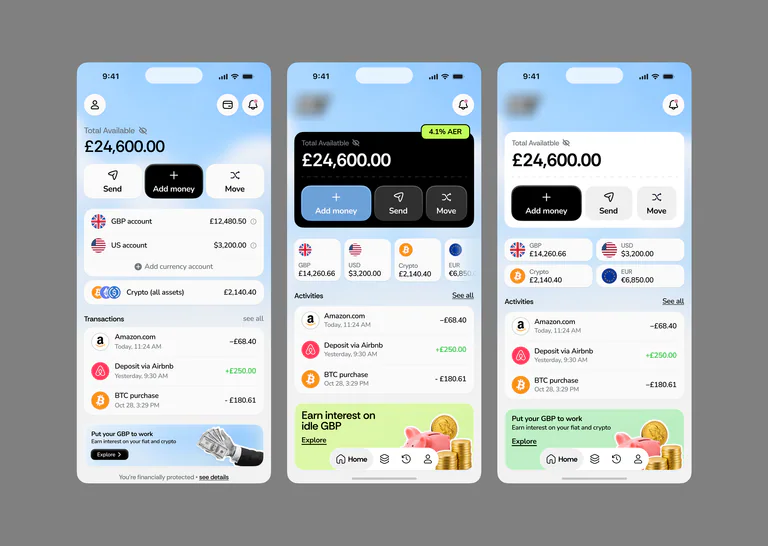 9:41
Total Available
£24,600.00
Send
Add money
Move
GBP account
£12,480.50
US account
$3,200.00
Add currency account
Crypto (all assets)
£2,140.40
Transactions
see all
Amazon.com
Today, 11:24 AM
–£68.40
Deposit via Airbnb
Yesterday, 9:30 AM
+£250.00
BTC purchase
Oct 28, 3:29 PM
- £180.61
Put your GBP to work
Earn interest on your fiat and crypto
Explore
You're financially protected • see details
9:41
4.1% AER
Total Availatble
£24,600.00
Add money
Send
Move
GBP
£14,260.66
USD
$3,200.00
Crypto
£2,140.40
EUR
€6,850.
Activities
See all
Amazon.com
Today, 11:24 AM
–£68.40
Deposit via Airbnb
Yesterday, 9:30 AM
+£250.00
BTC purchase
Oct 28, 3:29 PM
- £180.61
Earn interest on
idle GBP
Explore
Home
9:41
Total Availatble
£24,600.00
Add money
Send
Move
GBP
£14,260.66
USD
$3,200.00
Crypto
£2,140.40
EUR
€6,850.00
Activities
See all
Amazon.com
Today, 11:24 AM
–£68.40
Deposit via Airbnb
Yesterday, 9:30 AM
+£250.00
BTC purchase
Oct 28, 3:29 PM
- £180.61
Put your GBP to work
Earn interest on your fiat and crypto
Explore
Home